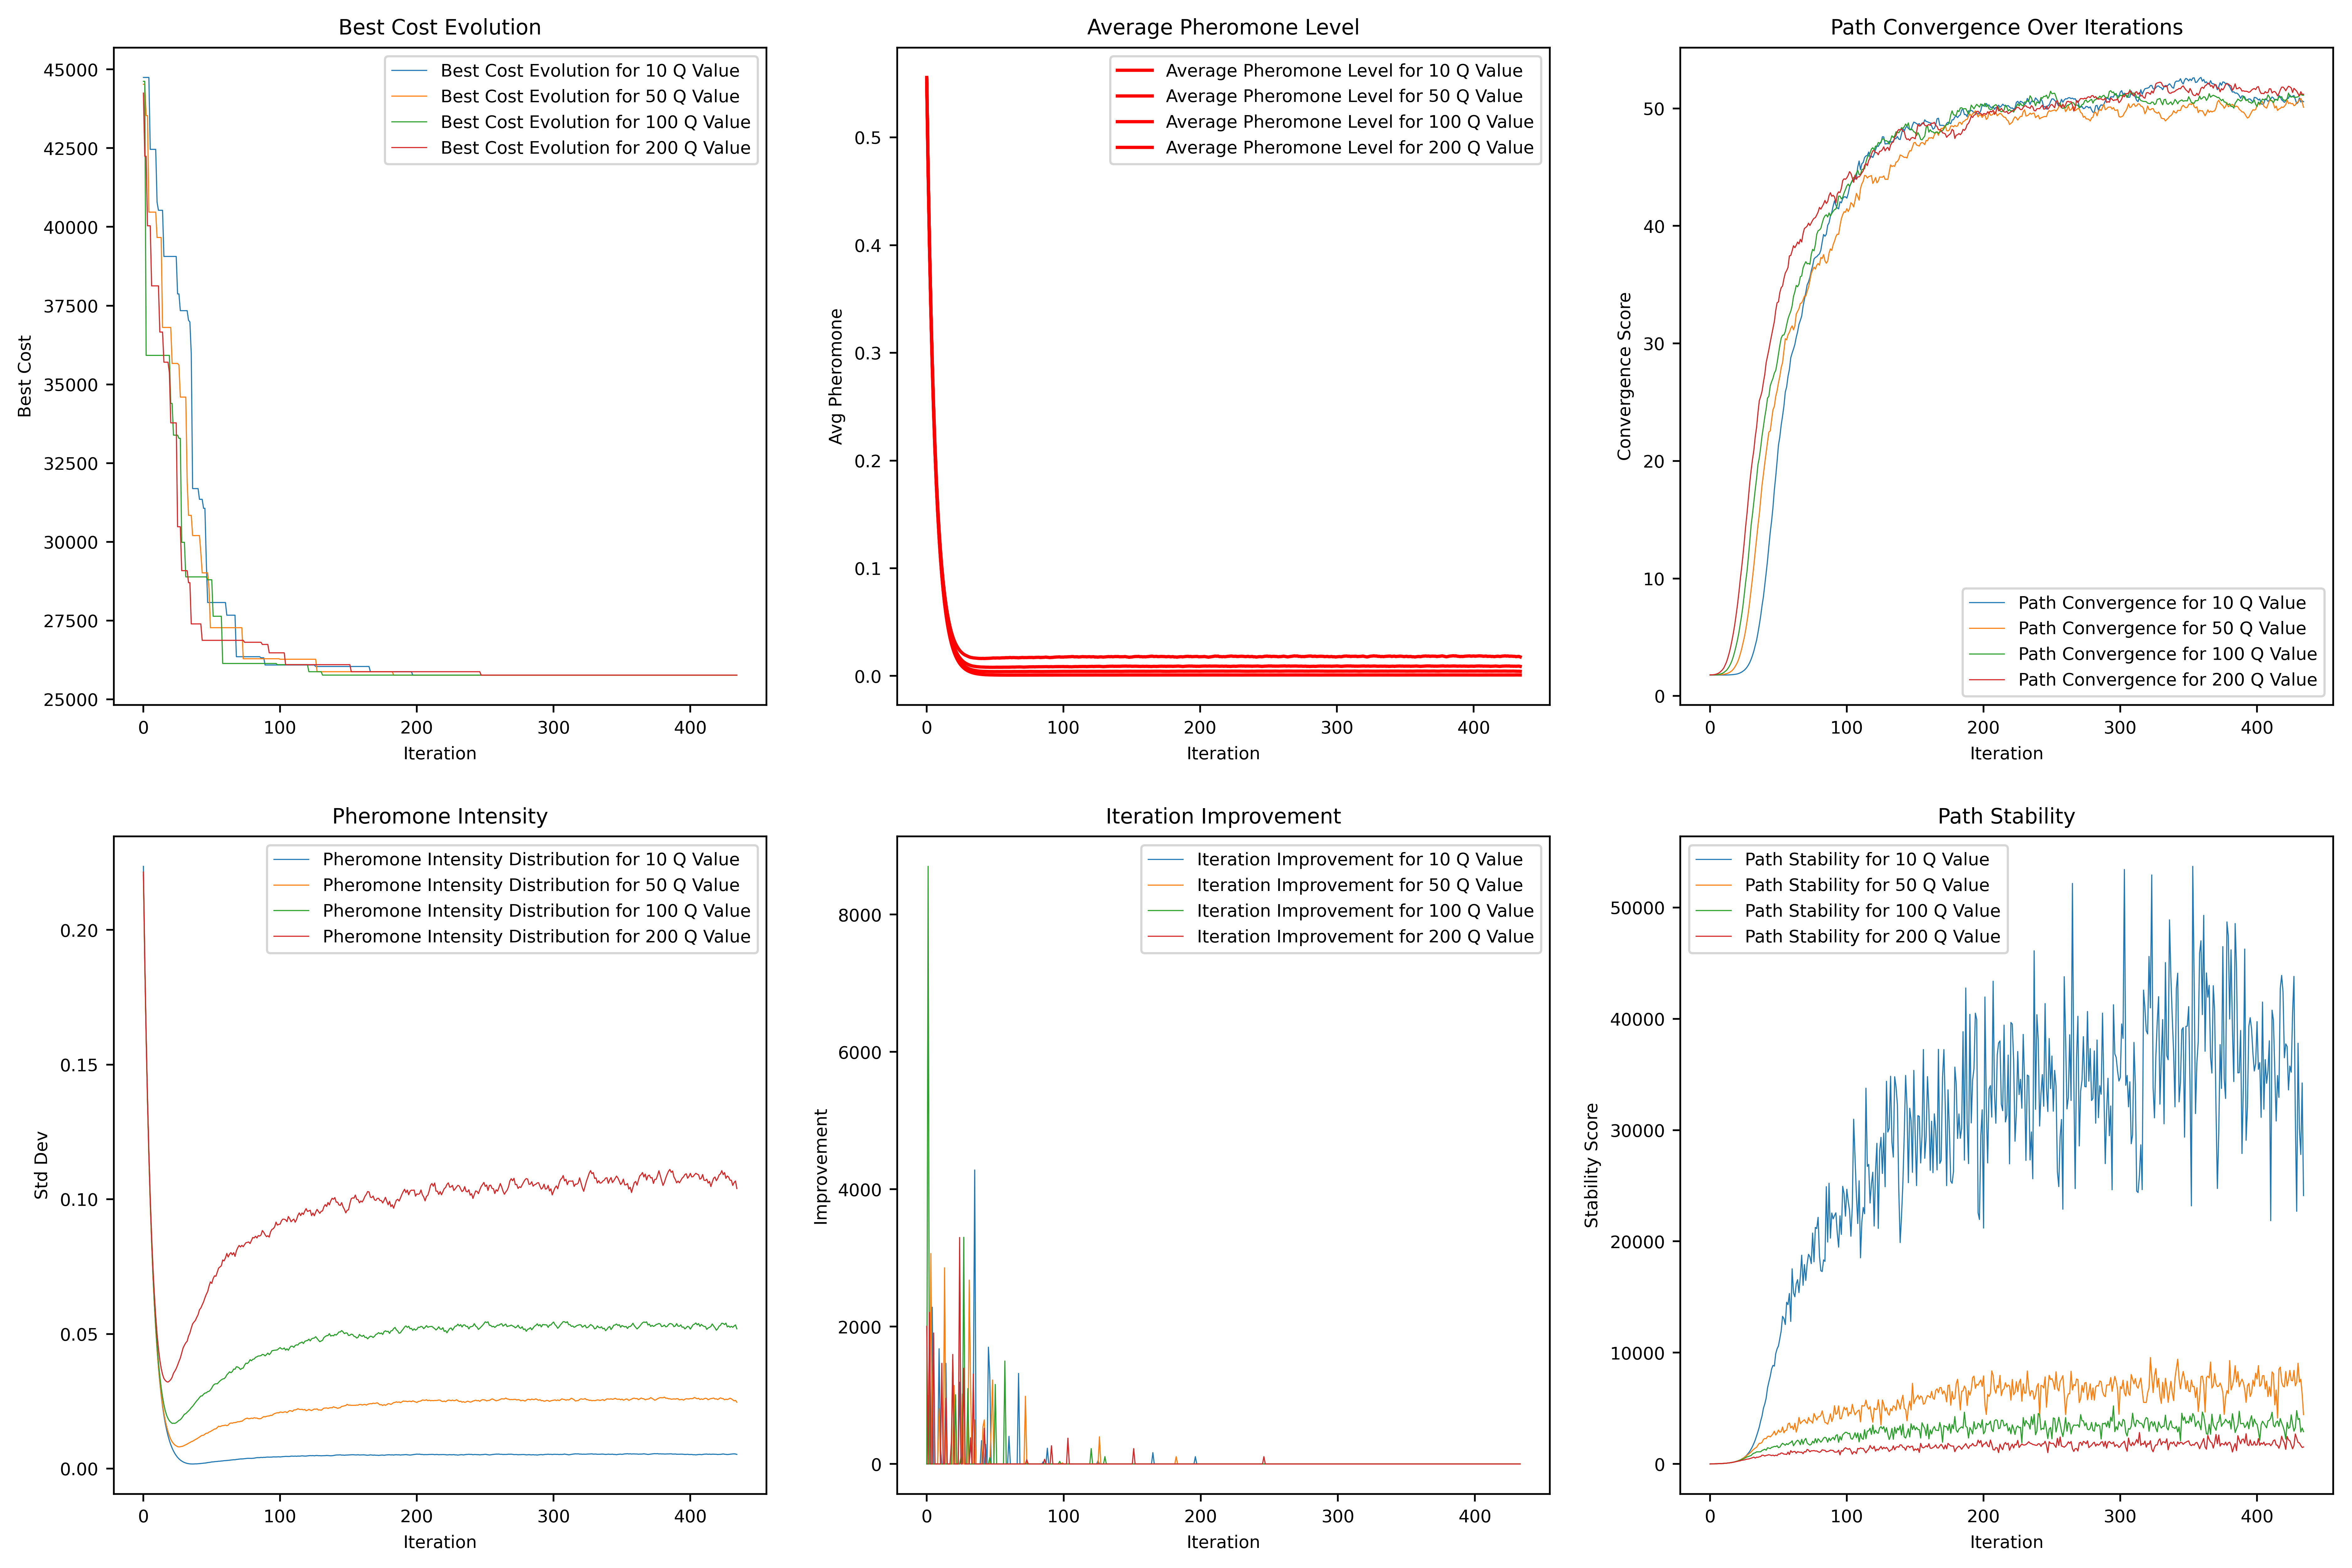 Best Cost Evolution
Best Cost
45000
42500
40000
37500
35000
32500
30000
27500
25000
Best Cost Evolution for 10 Q Value
Best Cost Evolution for 50 Q Value
Best Cost Evolution for 100 Q Value
Best Cost Evolution for 200 Q Value
0 100 200 300 400
Iteration
Average Pheromone Level
Avg Pheromone
0.5
0.4
0.3
0.2
0.1
0.0
Average Pheromone Level for 10 Q Value
Average Pheromone Level for 50 Q Value
Average Pheromone Level for 100 Q Value
Average Pheromone Level for 200 Q Value
0 100 200 300 400
Iteration
Path Convergence Over Iterations
Convergence Score
50
40
30
20
10
0
Path Convergence for 10 Q Value
Path Convergence for 50 Q Value
Path Convergence for 100 Q Value
Path Convergence for 200 Q Value
0 100 200 300 400
Iteration
Pheromone Intensity
Std Dev
0.20
0.15
0.10
0.05
0.00
Pheromone Intensity Distribution for 10 Q Value
Pheromone Intensity Distribution for 50 Q Value
Pheromone Intensity Distribution for 100 Q Value
Pheromone Intensity Distribution for 200 Q Value
0 100 200 300 400
Iteration
Iteration Improvement
Improvement
8000
6000
4000
2000
0
Iteration Improvement for 10 Q Value
Iteration Improvement for 50 Q Value
Iteration Improvement for 100 Q Value
Iteration Improvement for 200 Q Value
0 100 200 300 400
Iteration
Path Stability
Stability Score
50000
40000
30000
20000
10000
0
Path Stability for 10 Q Value
Path Stability for 50 Q Value
Path Stability for 100 Q Value
Path Stability for 200 Q Value
0 100 200 300 400
Iteration